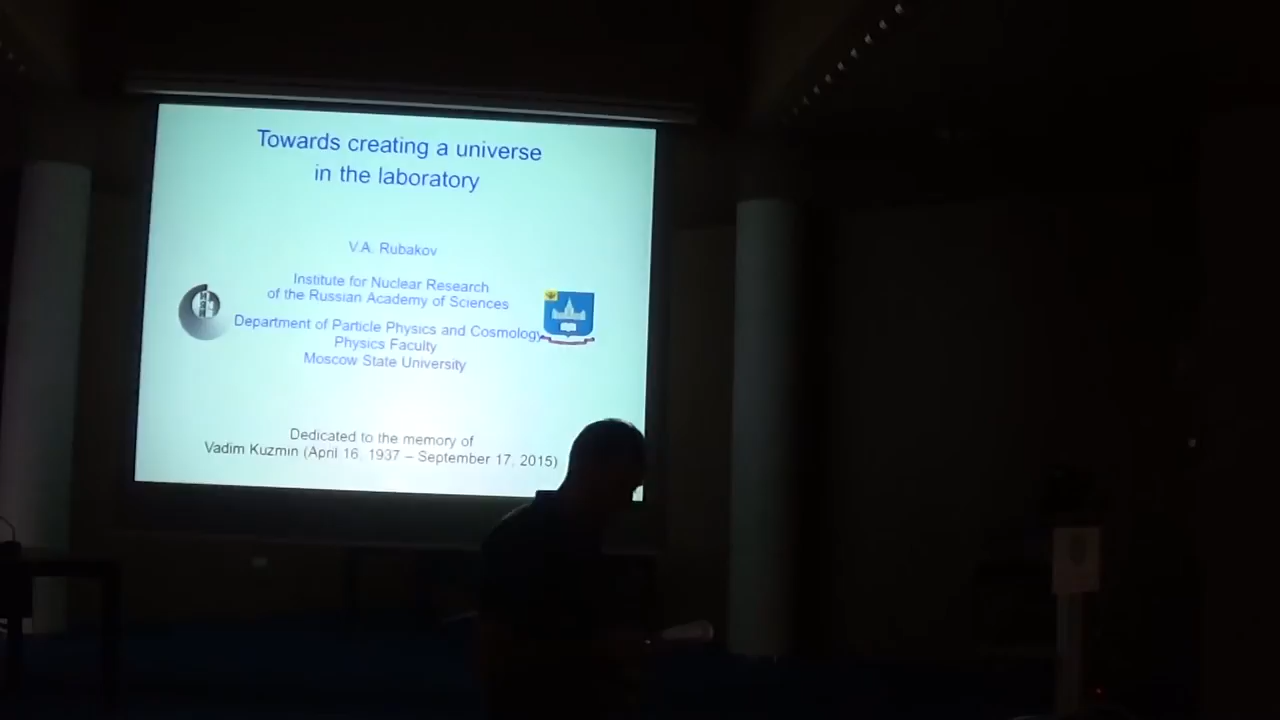 Towards creating a universe
in the laboratory
V.A. Rubakov
Institute for Nuclear Research
of the Russian Academy of Sciences
Department of Particle Physics and Cosmology
Physics Faculty
Moscow State University
Dedicated to the memory of
Vadim Kuzmin (April 16, 1937 – September 17, 2015)